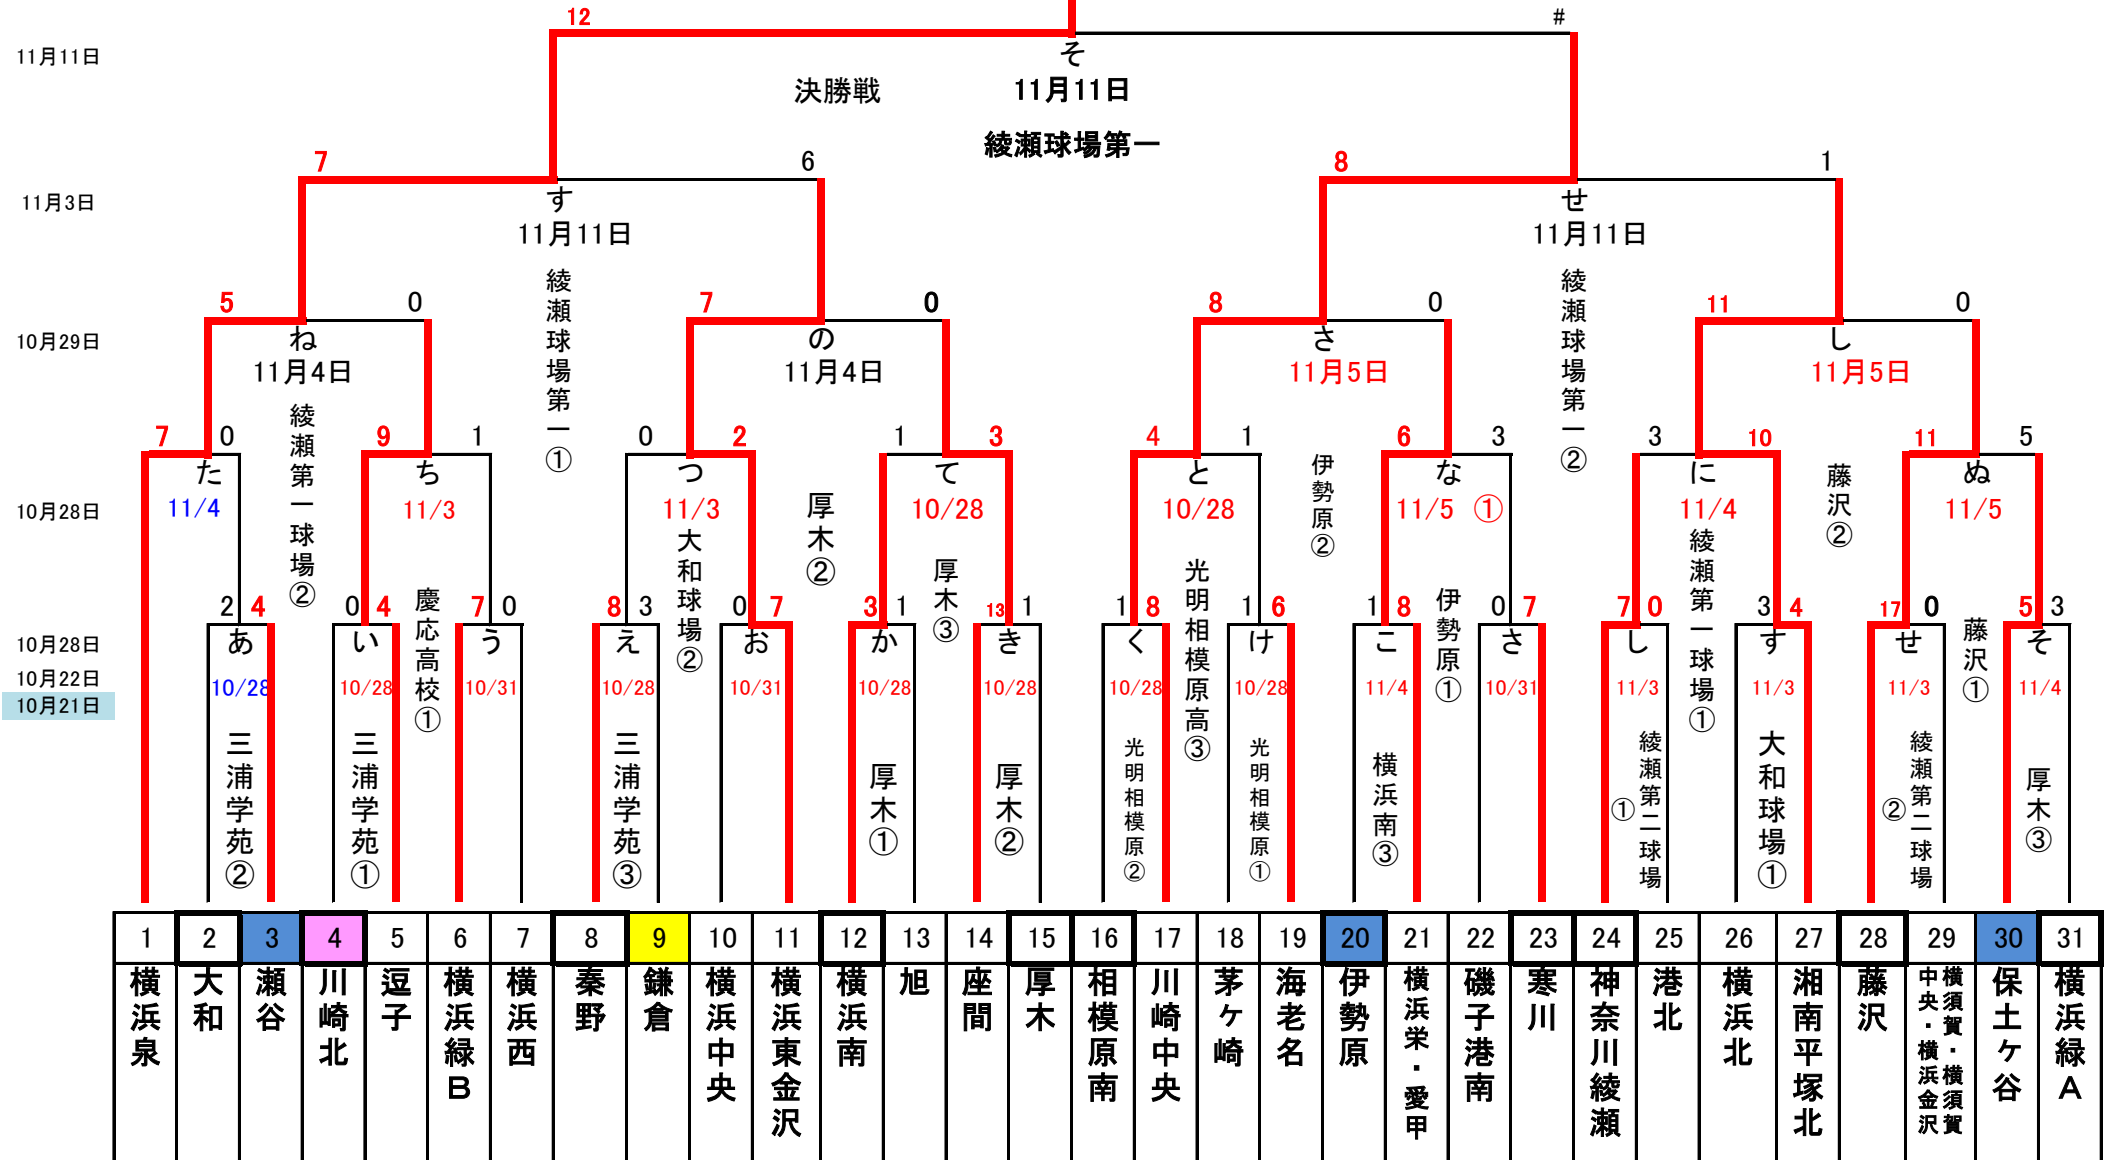 12 #
11月11日 そ
決勝戦 11月11日
綾瀬球場第一
7 6 8 1
11月3日 す せ
11月11日 11月11日
綾瀬球場第一① 綾瀬球場第一②
5 0 7 0 8 0 11 0
10月29日 ね の さ し
11月4日 11月4日 11月5日 11月5日
綾瀬第一球場② 厚木② 伊勢原② 藤沢②
7 0 9 1 0 2 1 3 4 1 6 3 3 10 11 5
た ち つ て と な に ぬ
10月28日 11/4 11/3 11/3 10/28 10/28 11/5 ① 11/4 11/5
慶応高校① 大和球場② 厚木③ 光明相模原高③ 伊勢原① 綾瀬第一球場① 藤沢①
2 4 0 4 7 0 8 3 0 7 3 1 13 1 1 8 1 6 1 8 0 7 7 0 3 4 17 0 5 3
10月28日 あ い う え お か き く け こ さ し す せ そ
10月22日
10/28 10/28 10/31 10/28 10/31 10/28 10/28 10/28 10/28 11/4 10/31 11/3 11/3 11/3 11/4
10月21日
三浦学苑② 三浦学苑① 三浦学苑③ 厚木① 厚木② 光明相模原② 光明相模原① 横浜南③ 綾瀬第二球場① 大和球場① 綾瀬第二球場② 厚木③
1 2 3 4 5 6 7 8 9 10 11 12 13 14 15 16 17 18 19 20 21 22 23 24 25 26 27 28 29 30 31
横浜泉
大和
瀬谷
川崎北
逗子
横浜緑B
横浜西
秦野
鎌倉
横浜中央
横浜東金沢
横浜南
旭
座間
厚木
相模原南
川崎中央
茅ヶ崎
海老名
伊勢原
横浜栄・愛甲
磯子港南
寒川
神奈川綾瀬
港北
横浜北
湘南平塚北
藤沢
横須賀・横須賀
中央・横浜金沢
保土ケ谷
横浜緑A